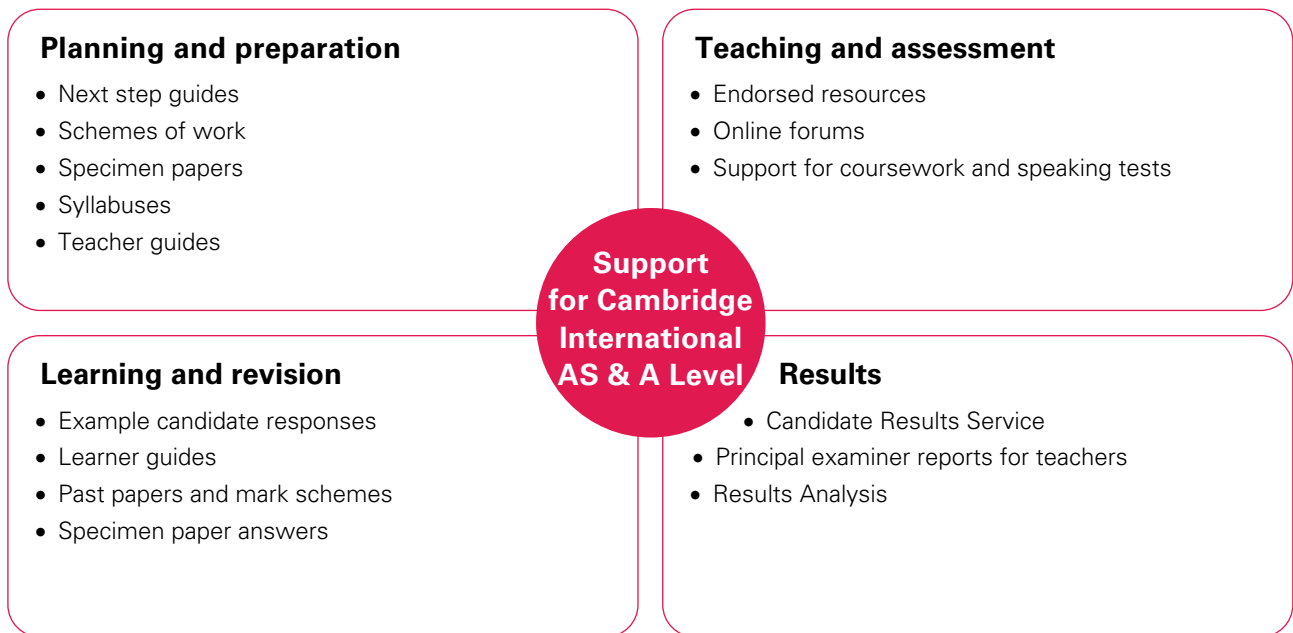 Planning and preparation
• Next step guides
• Schemes of work
• Specimen papers
• Syllabuses
• Teacher guides
Teaching and assessment
• Endorsed resources
• Online forums
• Support for coursework and speaking tests
Support
for Cambridge
International
AS & A Level
Learning and revision
• Example candidate responses
• Learner guides
• Past papers and mark schemes
• Specimen paper answers
Results
• Candidate Results Service
• Principal examiner reports for teachers
• Results Analysis